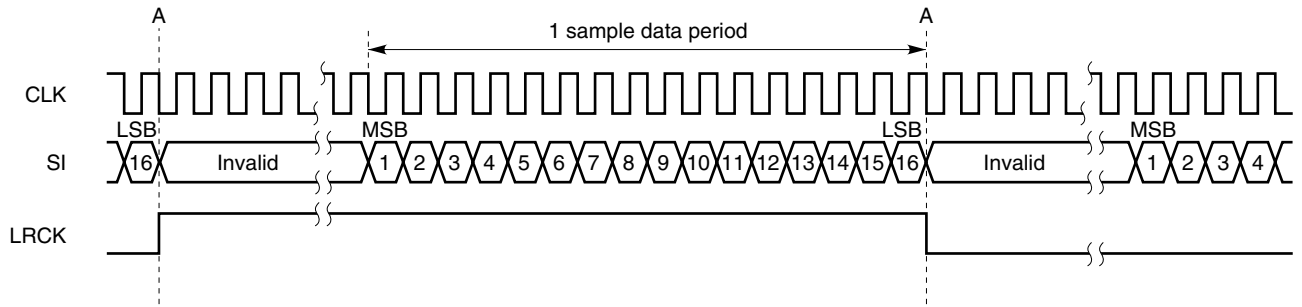 A A
1 sample data period
CLK
LSB MSB LSB MSB
SI 16 Invalid 1 2 3 4 5 6 7 8 9 10 11 12 13 14 15 16 Invalid 1 2 3 4
LRCK